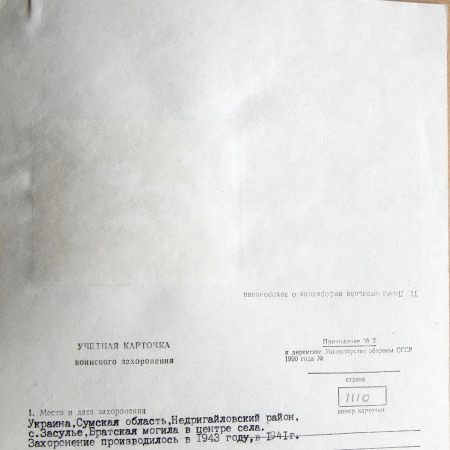 11. Дополнительная информация о захоронении
УЧЕТНАЯ КАРТОЧКА
воинского захоронения
Приложение № 2
к директиве Министерства обороны СССР
1990 года №
страна
1110
номер карточки
1. Место и дата захоронения
Украина,Сумская область,Недригайловский район,
с.Засулье,Братская могила в центре села.
Захоронение производилось в 1943 году,в 1941г.